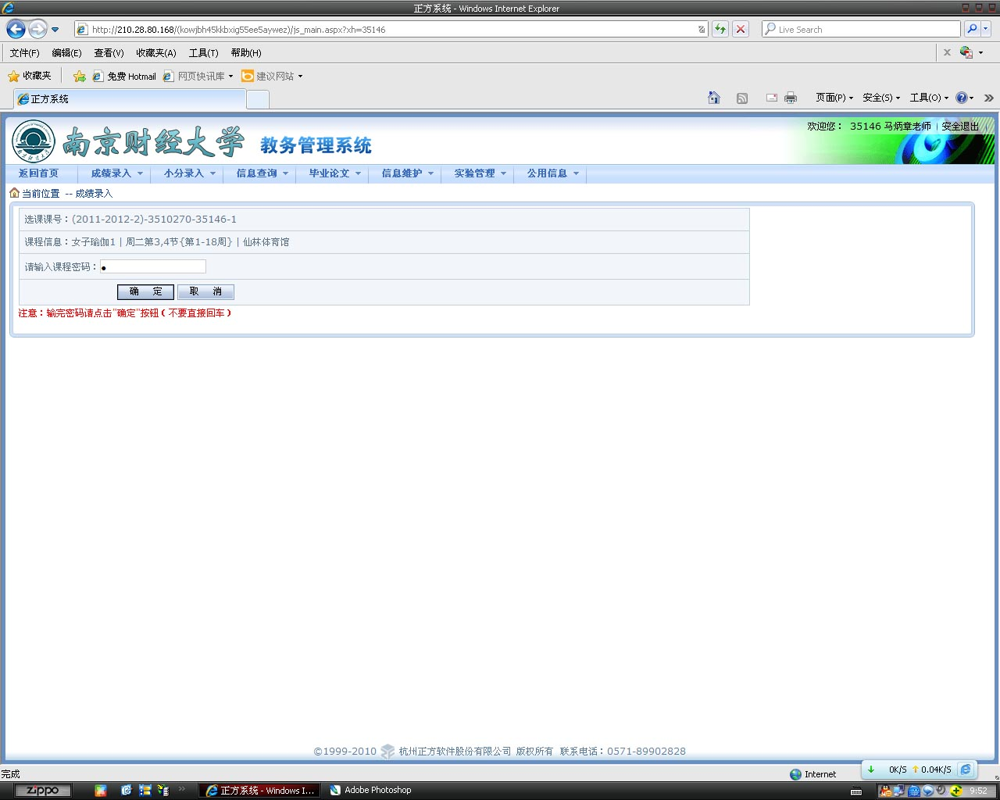 正方系统 - Windows Internet Explorer
http://210.28.80.168/(kowjbh45kkbxig55ee5aywez)/js_main.aspx?xh=35146
Live Search
文件(F) 编辑(E) 查看(V) 收藏夹(A) 工具(T) 帮助(H)
收藏夹 免费 Hotmail 网页快讯库 建议网站
正方系统
页面(P) 安全(S) 工具(O)
南京财经大学 教务管理系统
欢迎您： 35146 马炳章老师 安全退出
返回首页 成绩录入 小分录入 信息查询 毕业论文 信息维护 实验管理 公用信息
当前位置 -- 成绩录入
选课课号：(2011-2012-2)-3510270-35146-1
课程信息：女子瑜伽1 | 周二第3,4节{第1-18周} | 仙林体育馆
请输入课程密码：●
确 定 取 消
注意：输完密码请点击"确定"按钮（不要直接回车）
©1999-2010 杭州正方软件股份有限公司 版权所有 联系电话：0571-89902828
完成
Internet
0K/S 0.04K/S
zippo
正方系统 - Windows I...
Adobe Photoshop
9:52